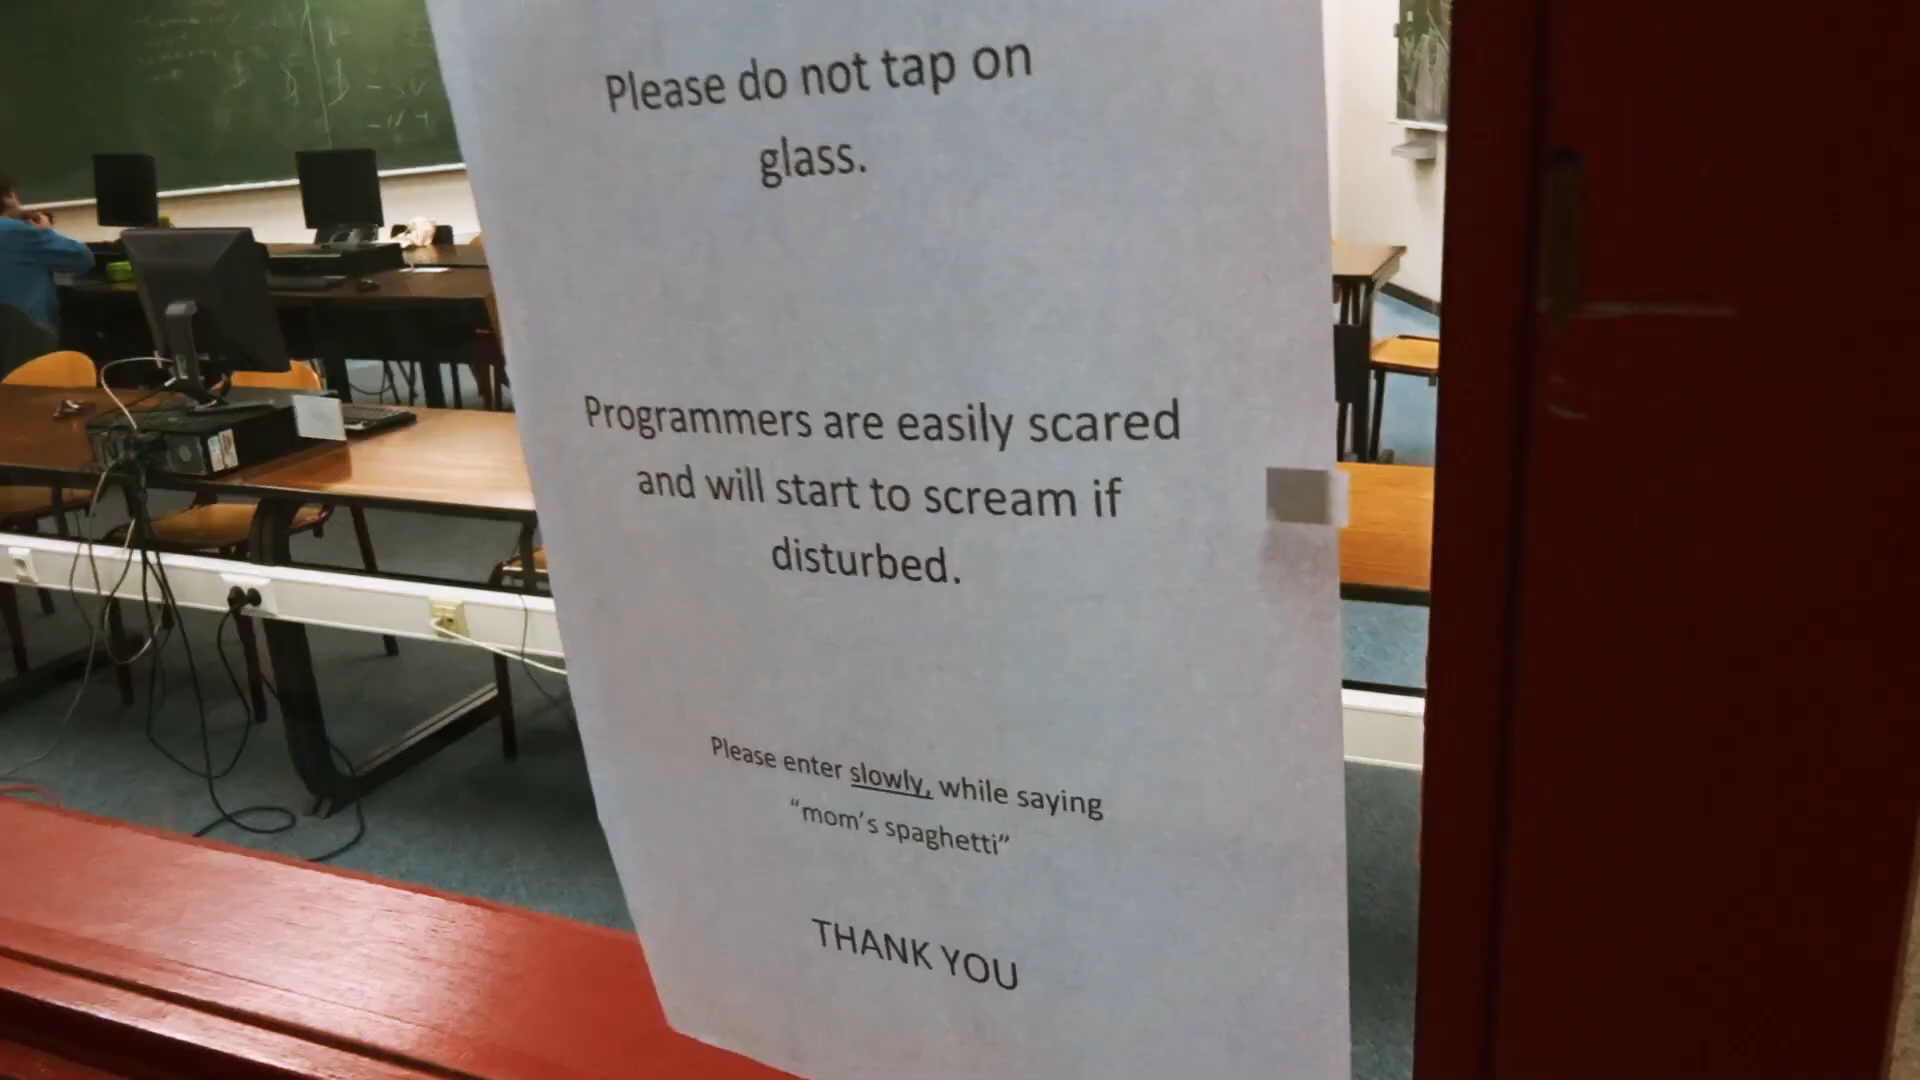 Please do not tap on
glass.
Programmers are easily scared
and will start to scream if
disturbed.
Please enter slowly, while saying
“mom’s spaghetti”
THANK YOU